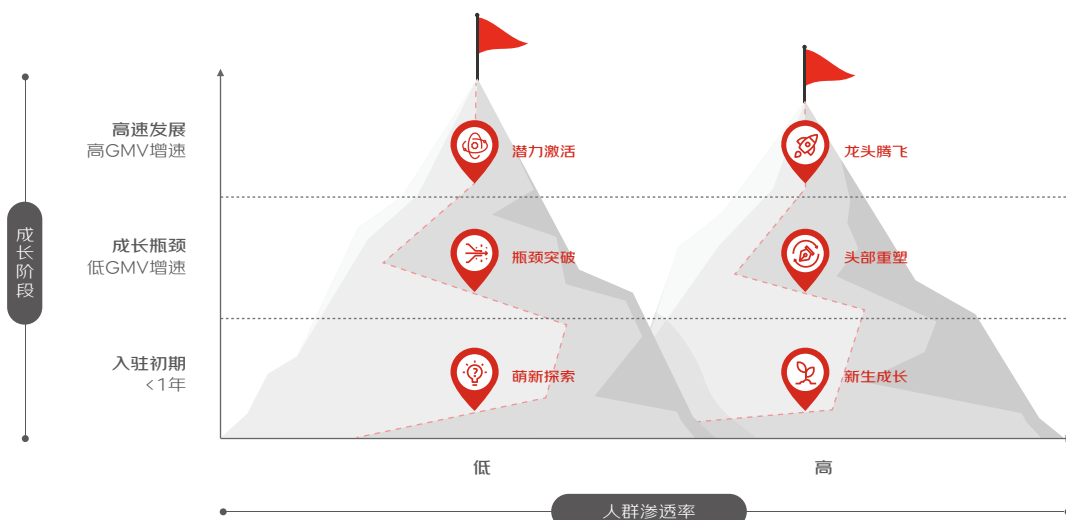 高速发展
高GMV增速
潜力激活
龙头腾飞
成长阶段
成长瓶颈
低GMV增速
瓶颈突破
头部重塑
入驻初期
<1年
萌新探索
?
新生成长
低
高
人群渗透率